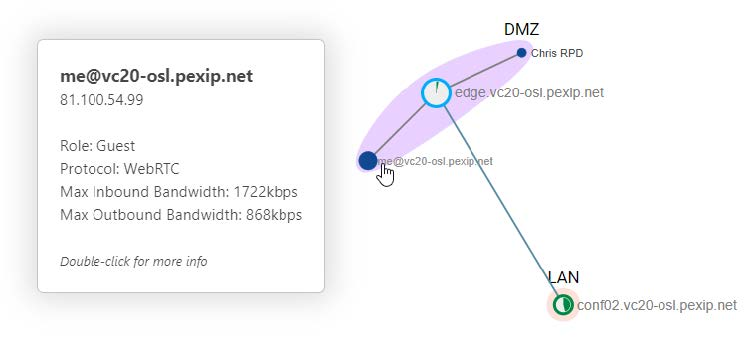 me@vc20-osl.pexip.net
81.100.54.99
Role: Guest
Protocol: WebRTC
Max Inbound Bandwidth: 1722kbps
Max Outbound Bandwidth: 868kbps
Double-click for more info
DMZ
Chris RPD
edge.vc20-osl.pexip.net
me@vc20-osl.pexip.net
LAN
conf02.vc20-osl.pexip.net